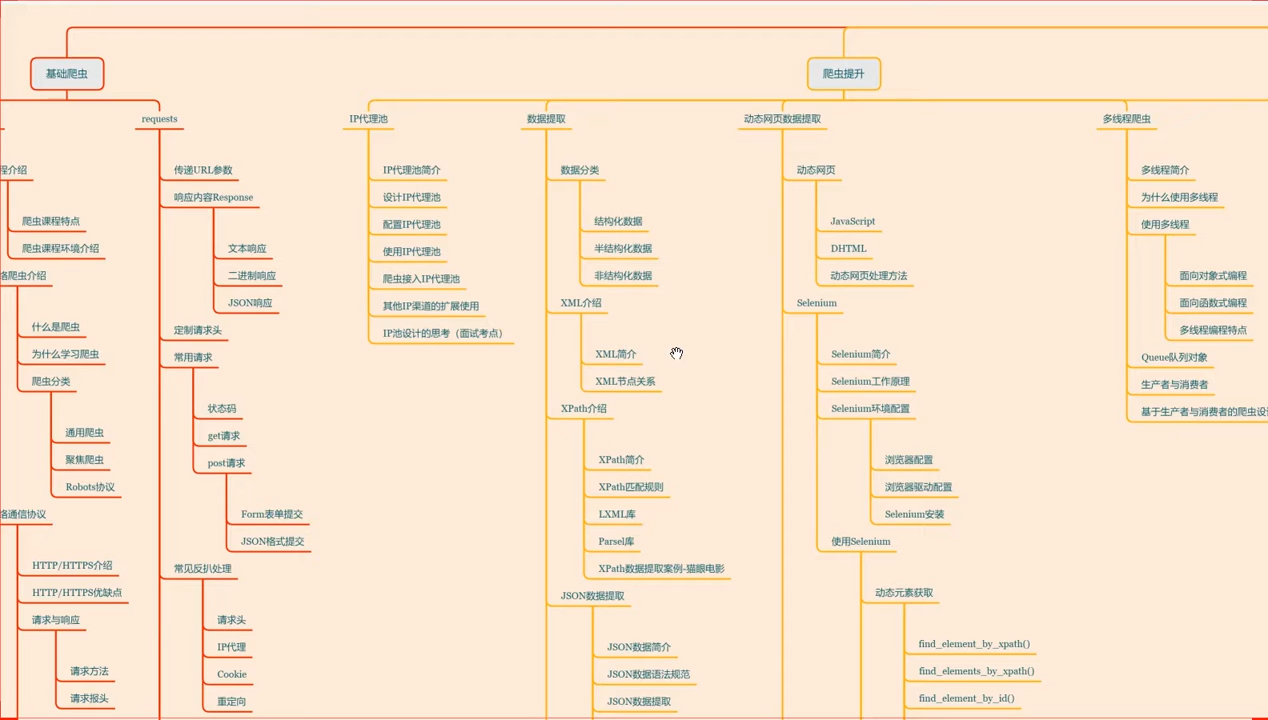 基础爬虫
爬虫提升
requests
IP代理池
数据提取
动态网页数据提取
多线程爬虫
程介绍
爬虫课程特点
爬虫课程环境介绍
络爬虫介绍
什么是爬虫
为什么学习爬虫
爬虫分类
通用爬虫
聚焦爬虫
Robots协议
络通信协议
HTTP/HTTPS介绍
HTTP/HTTPS优缺点
请求与响应
请求方法
请求报头
传递URL参数
响应内容Response
文本响应
二进制响应
JSON响应
定制请求头
常用请求
状态码
get请求
post请求
Form表单提交
JSON格式提交
常见反扒处理
请求头
IP代理
Cookie
重定向
IP代理池简介
设计IP代理池
配置IP代理池
使用IP代理池
爬虫接入IP代理池
其他IP渠道的扩展使用
IP池设计的思考（面试考点）
数据分类
结构化数据
半结构化数据
非结构化数据
XML介绍
XML简介
XML节点关系
XPath介绍
XPath简介
XPath匹配规则
LXML库
Parsel库
XPath数据提取案例-猫眼电影
JSON数据提取
JSON数据简介
JSON数据语法规范
JSON数据提取
动态网页
JavaScript
DHTML
动态网页处理方法
Selenium
Selenium简介
Selenium工作原理
Selenium环境配置
浏览器配置
浏览器驱动配置
Selenium安装
使用Selenium
动态元素获取
find_element_by_xpath()
find_elements_by_xpath()
find_element_by_id()
多线程简介
为什么使用多线程
使用多线程
面向对象式编程
面向函数式编程
多线程编程特点
Queue队列对象
生产者与消费者
基于生产者与消费者的爬虫设